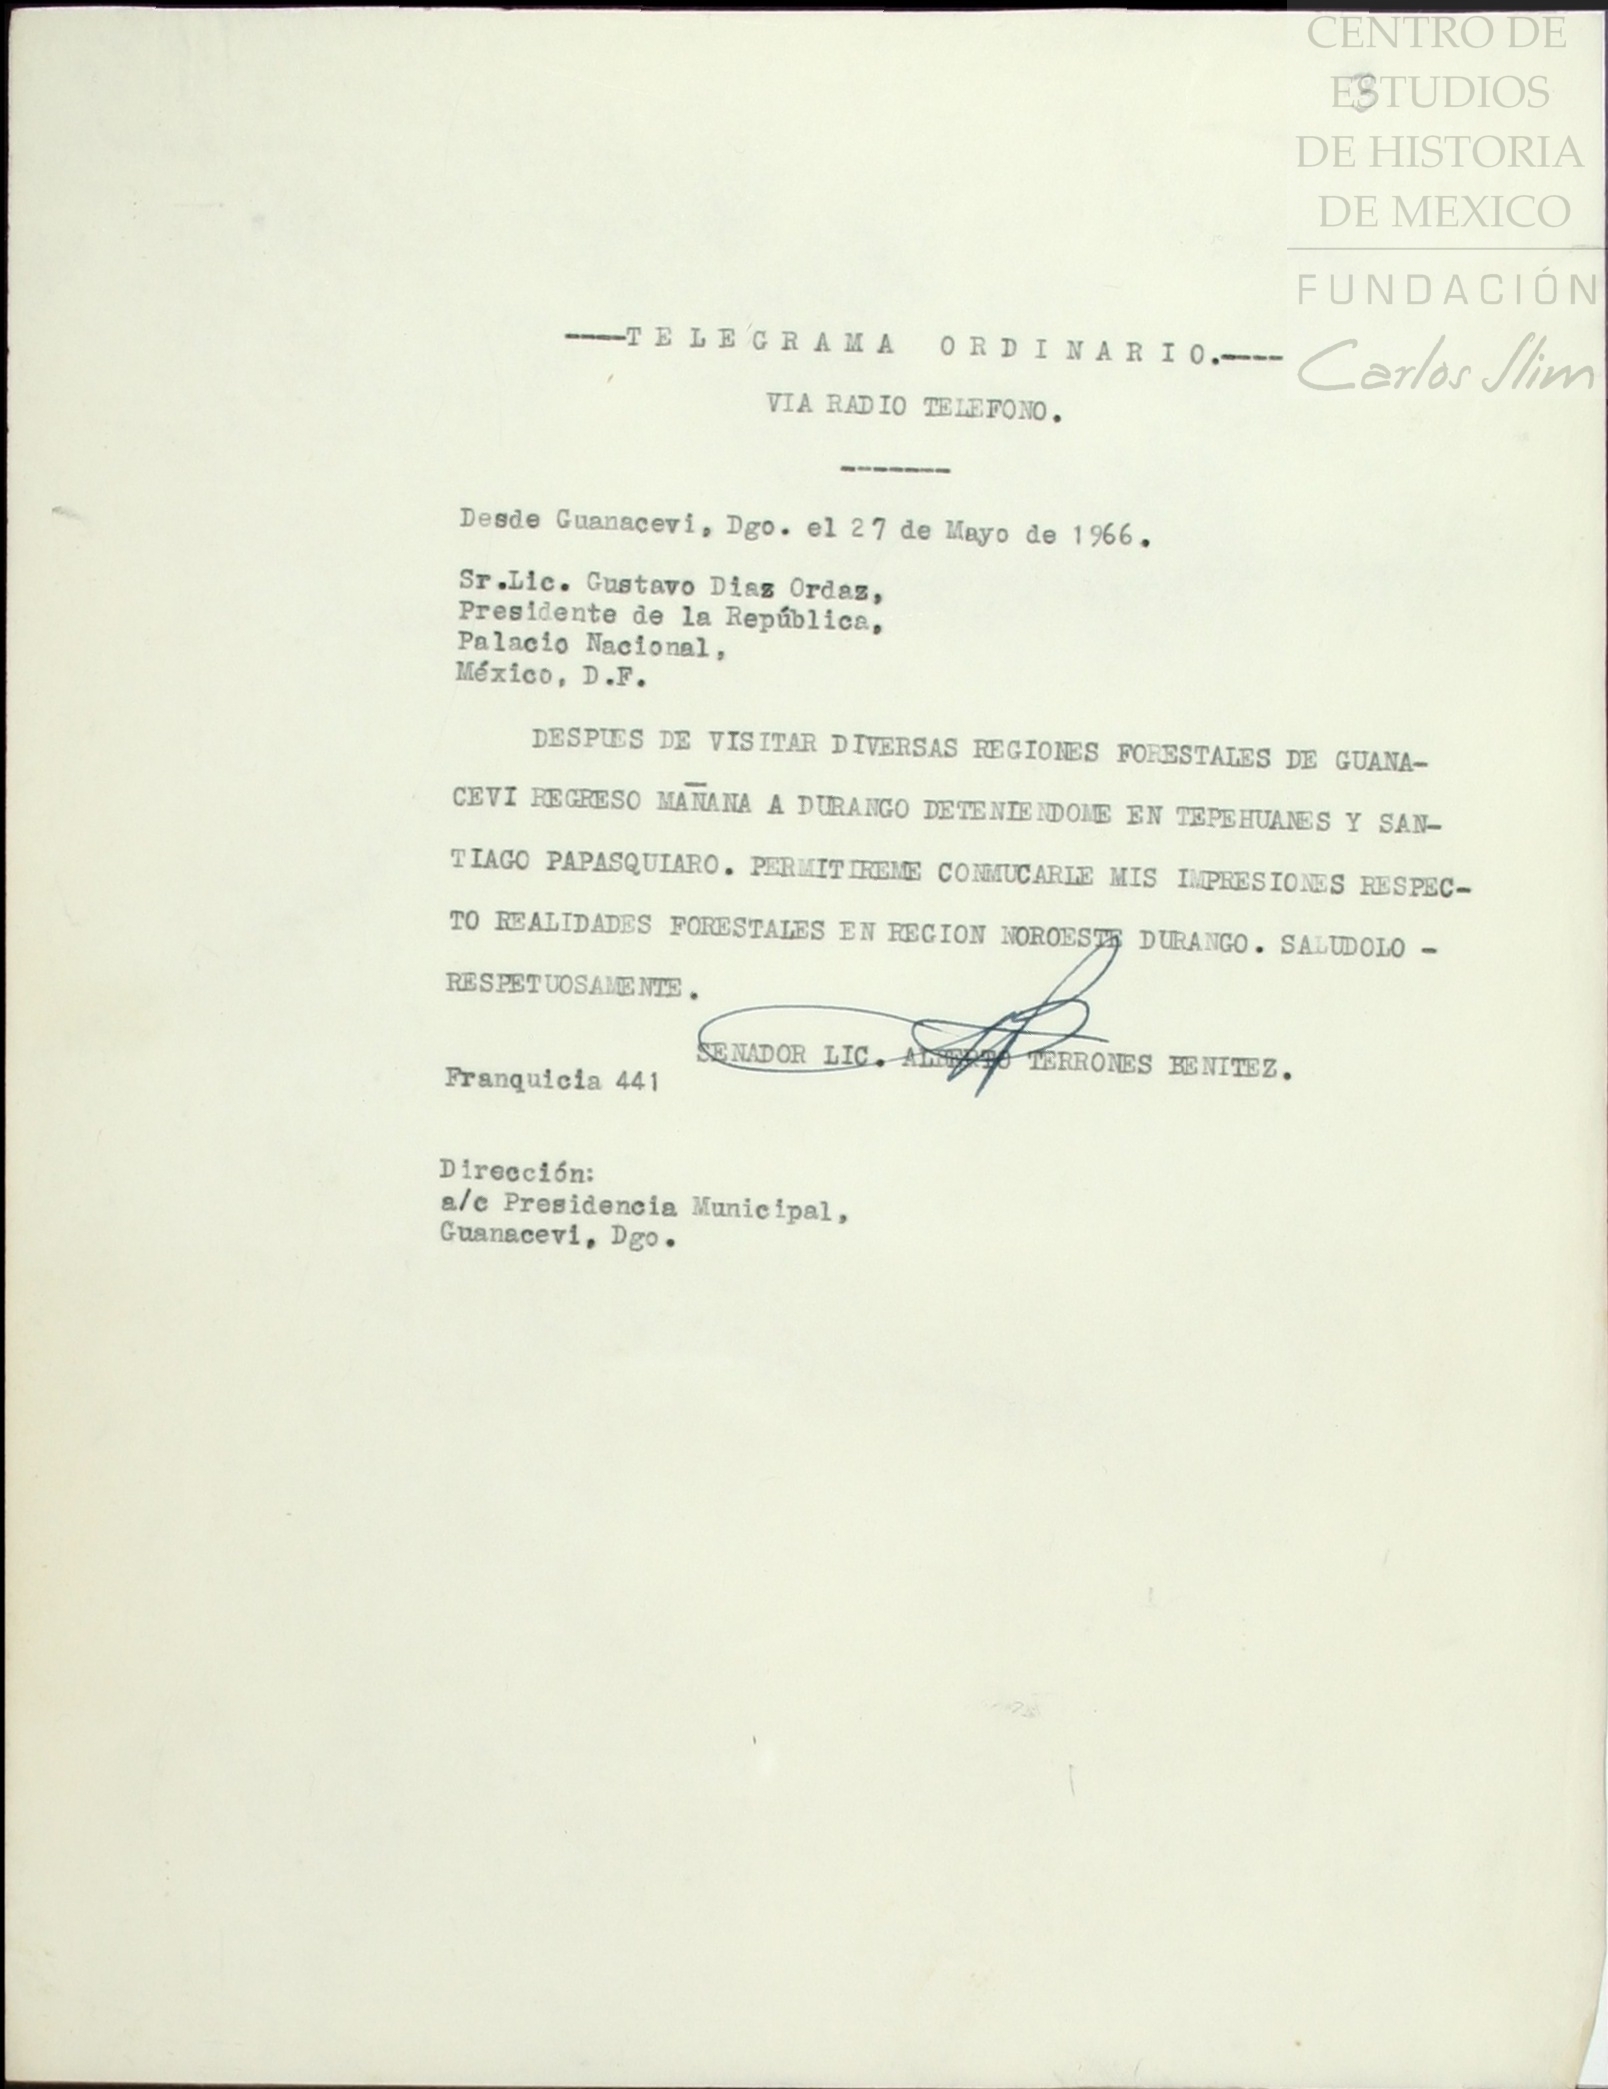 CENTRO DE
ESTUDIOS
DE HISTORIA
DE MEXICO
FUNDACIÓN
Carlos Slim
3
----T E L E G R A M A   O R D I N A R I O.----
VIA RADIO TELEFONO.
-------
Desde Guanacevi, Dgo. el 27 de Mayo de 1966.
Sr.Lic. Gustavo Diaz Ordaz,
Presidente de la República,
Palacio Nacional,
México, D.F.
DESPUES DE VISITAR DIVERSAS REGIONES FORESTALES DE GUANA-
CEVI REGRESO MAÑANA A DURANGO DETENIENDOME EN TEPEHUANES Y SAN-
TIAGO PAPASQUIARO. PERMITIREME CONMUCARLE MIS IMPRESIONES RESPEC-
TO REALIDADES FORESTALES EN REGION NOROESTE DURANGO. SALUDOLO -
RESPETUOSAMENTE.
SENADOR LIC. ALBERTO TERRONES BENITEZ.
Franquicia 441
Dirección:
a/c Presidencia Municipal,
Guanacevi, Dgo.